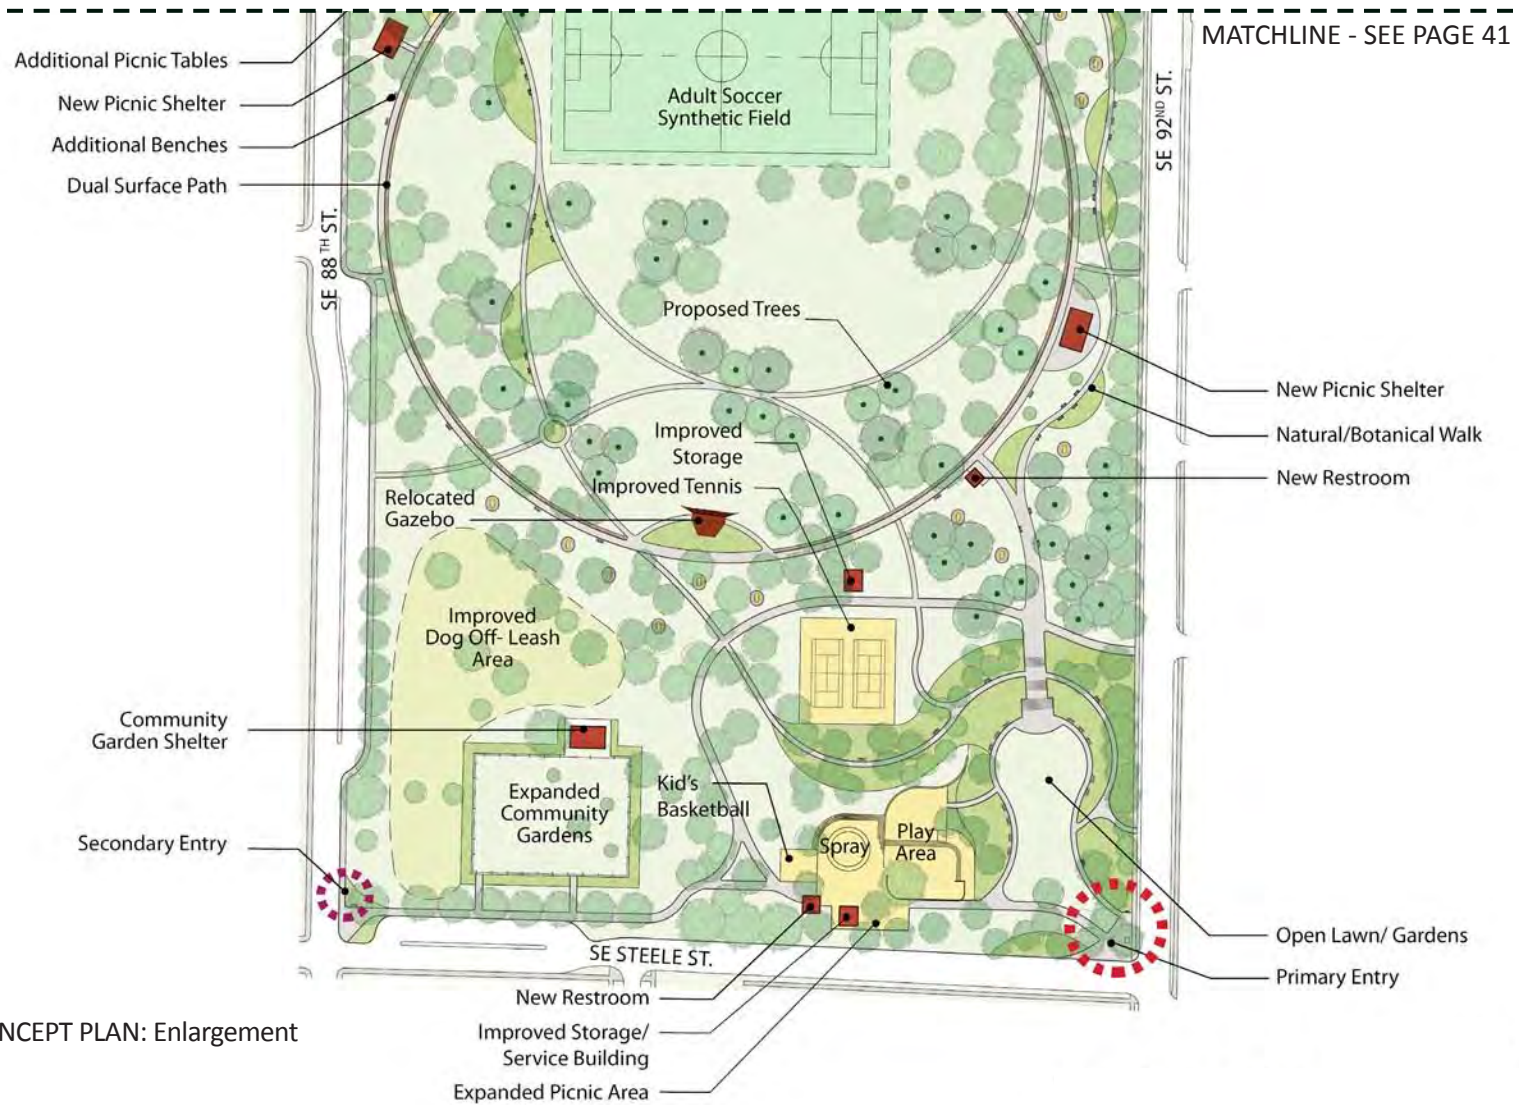 MATCHLINE - SEE PAGE 41
Additional Picnic Tables
New Picnic Shelter
Additional Benches
Dual Surface Path
SE 88TH ST.
SE 92ND ST.
Adult Soccer
Synthetic Field
Proposed Trees
New Picnic Shelter
Natural/Botanical Walk
New Restroom
Improved
Storage
Improved Tennis
Relocated
Gazebo
Improved
Dog Off- Leash
Area
Community
Garden Shelter
Expanded
Community
Gardens
Kid's
Basketball
Spray
Play
Area
Secondary Entry
Open Lawn/ Gardens
Primary Entry
SE STEELE ST.
New Restroom
Improved Storage/
Service Building
Expanded Picnic Area
NCEPT PLAN: Enlargement